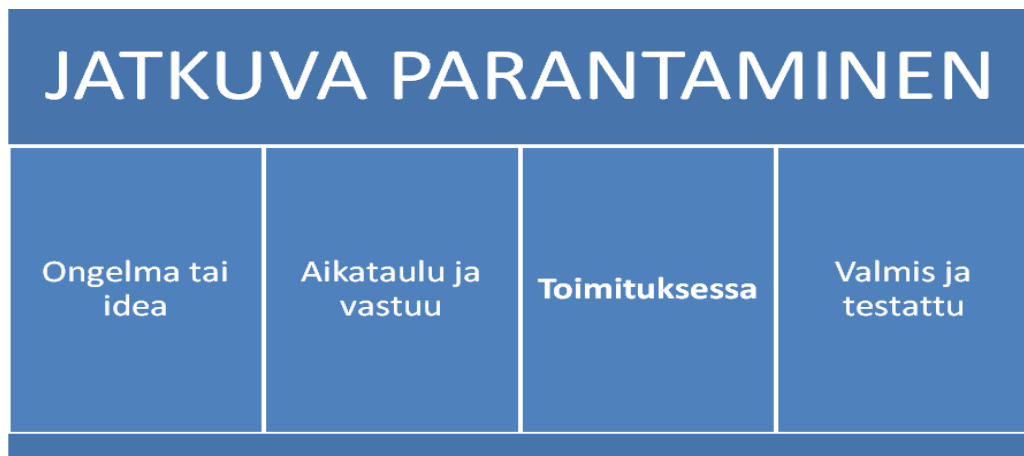 JATKUVA PARANTAMINEN
Ongelma tai
idea
Aikataulu ja
vastuu
Toimituksessa
Valmis ja
testattu